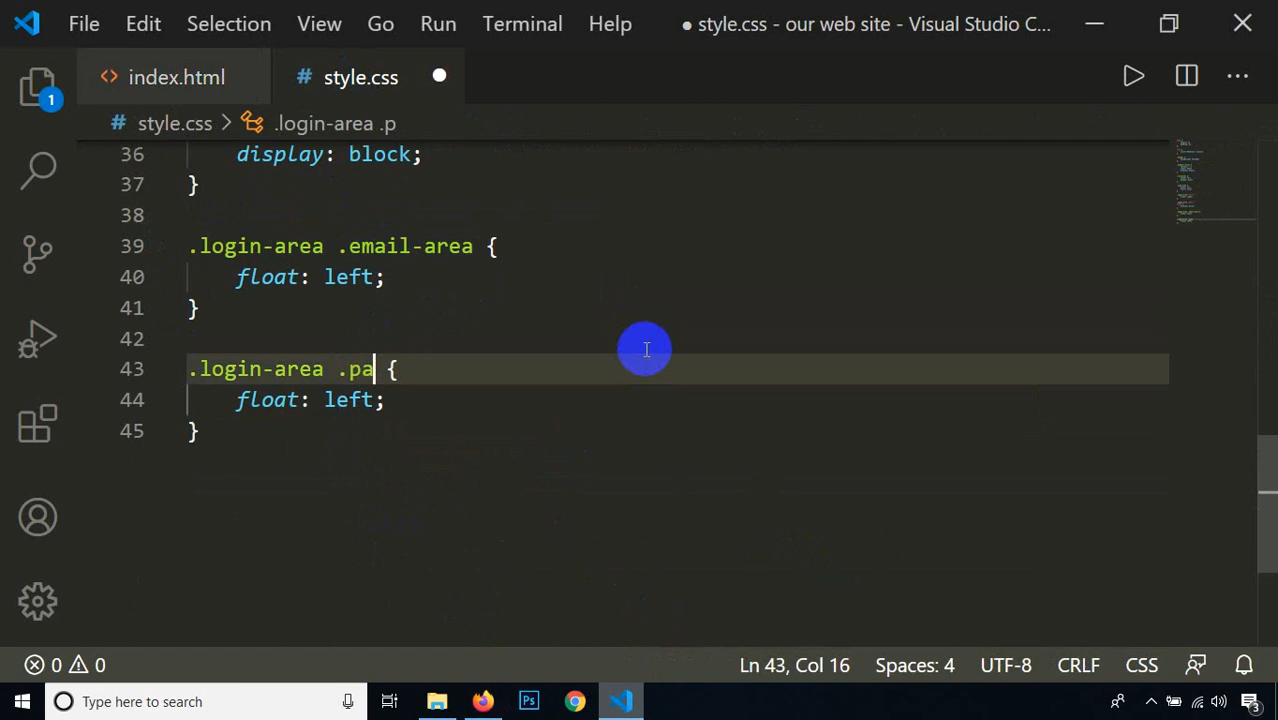 File Edit Selection View Go Run Terminal Help ● style.css - our web site - Visual Studio C...
<> index.html # style.css ●
# style.css > .login-area .p
1
36 display: block;
37 }
38
39 .login-area .email-area {
40 float: left;
41 }
42
43 .login-area .pa {
44 float: left;
45 }
0 0 Ln 43, Col 16 Spaces: 4 UTF-8 CRLF CSS
Type here to search Ps 3